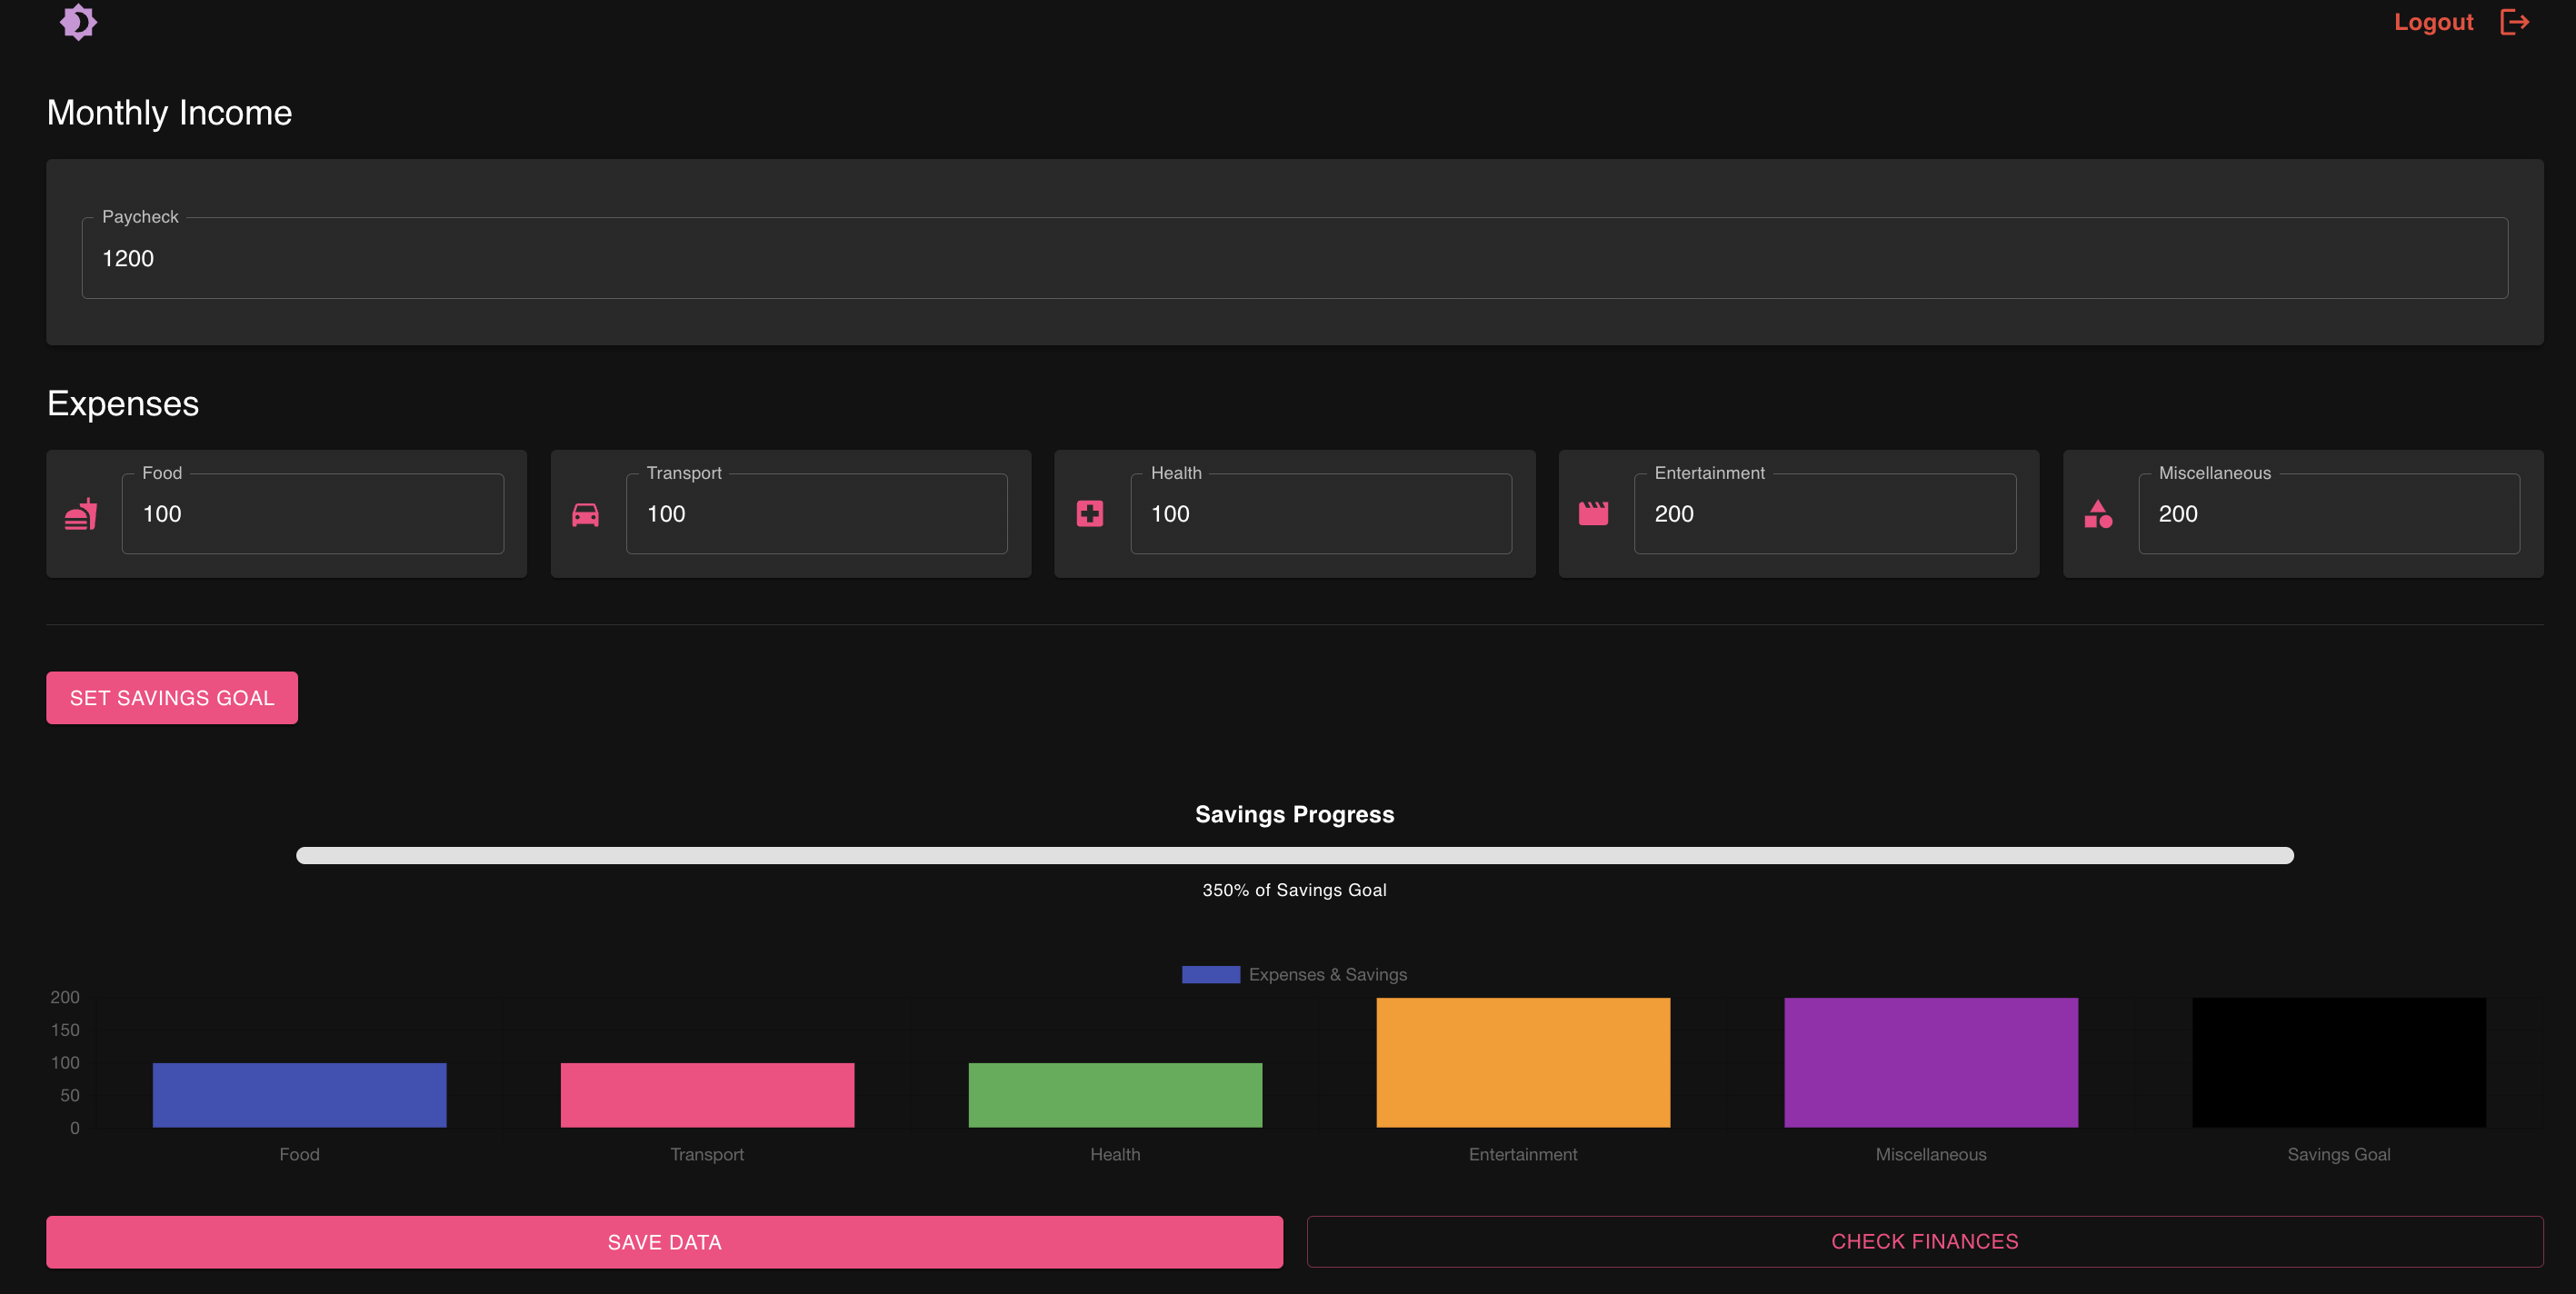 Logout
Monthly Income
Paycheck
1200
Expenses
Food
100
Transport
100
Health
100
Entertainment
200
Miscellaneous
200
SET SAVINGS GOAL
Savings Progress
350% of Savings Goal
Expenses & Savings
200
150
100
50
0
Food Transport Health Entertainment Miscellaneous Savings Goal
SAVE DATA CHECK FINANCES